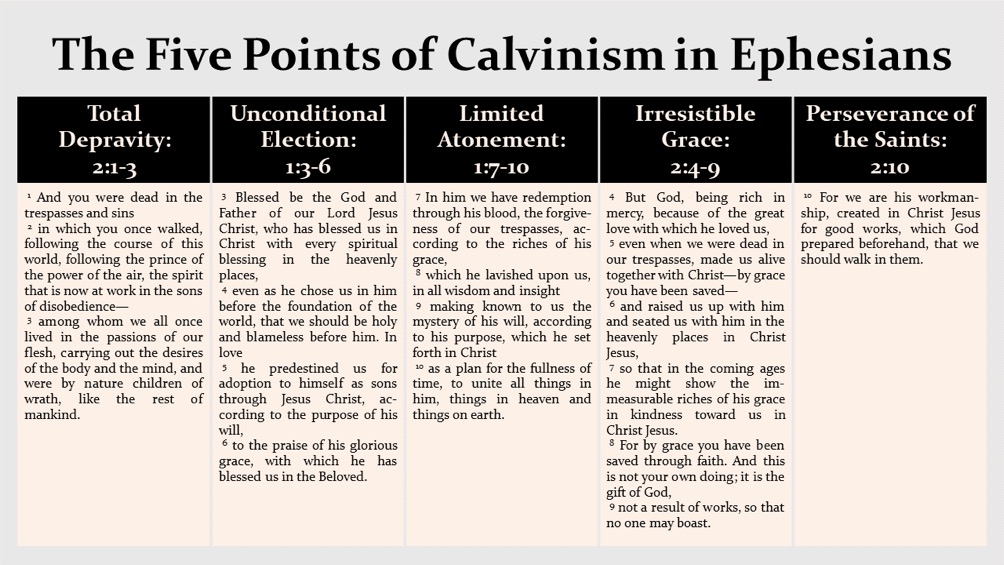 The Five Points of Calvinism in Ephesians
Total
Depravity:
2:1-3
¹ And you were dead in the
trespasses and sins
² in which you once walked,
following the course of this
world, following the prince of
the power of the air, the spirit
that is now at work in the sons
of disobedience—
³ among whom we all once
lived in the passions of our
flesh, carrying out the desires
of the body and the mind, and
were by nature children of
wrath, like the rest of
mankind.
Unconditional
Election:
1:3-6
³ Blessed be the God and
Father of our Lord Jesus
Christ, who has blessed us in
Christ with every spiritual
blessing in the heavenly
places,
⁴ even as he chose us in him
before the foundation of the
world, that we should be holy
and blameless before him. In
love
⁵ he predestined us for
adoption to himself as sons
through Jesus Christ, ac-
cording to the purpose of his
will,
⁶ to the praise of his glorious
grace, with which he has
blessed us in the Beloved.
Limited
Atonement:
1:7-10
⁷ In him we have redemption
through his blood, the forgive-
ness of our trespasses, ac-
cording to the riches of his
grace,
⁸ which he lavished upon us,
in all wisdom and insight
⁹ making known to us the
mystery of his will, according
to his purpose, which he set
forth in Christ
¹⁰ as a plan for the fullness of
time, to unite all things in
him, things in heaven and
things on earth.
Irresistible
Grace:
2:4-9
⁴ But God, being rich in
mercy, because of the great
love with which he loved us,
⁵ even when we were dead in
our trespasses, made us alive
together with Christ—by grace
you have been saved—
⁶ and raised us up with him
and seated us with him in the
heavenly places in Christ
Jesus,
⁷ so that in the coming ages
he might show the im-
measurable riches of his grace
in kindness toward us in
Christ Jesus.
⁸ For by grace you have been
saved through faith. And this
is not your own doing; it is the
gift of God,
⁹ not a result of works, so that
no one may boast.
Perseverance of
the Saints:
2:10
¹⁰ For we are his workman-
ship, created in Christ Jesus
for good works, which God
prepared beforehand, that we
should walk in them.